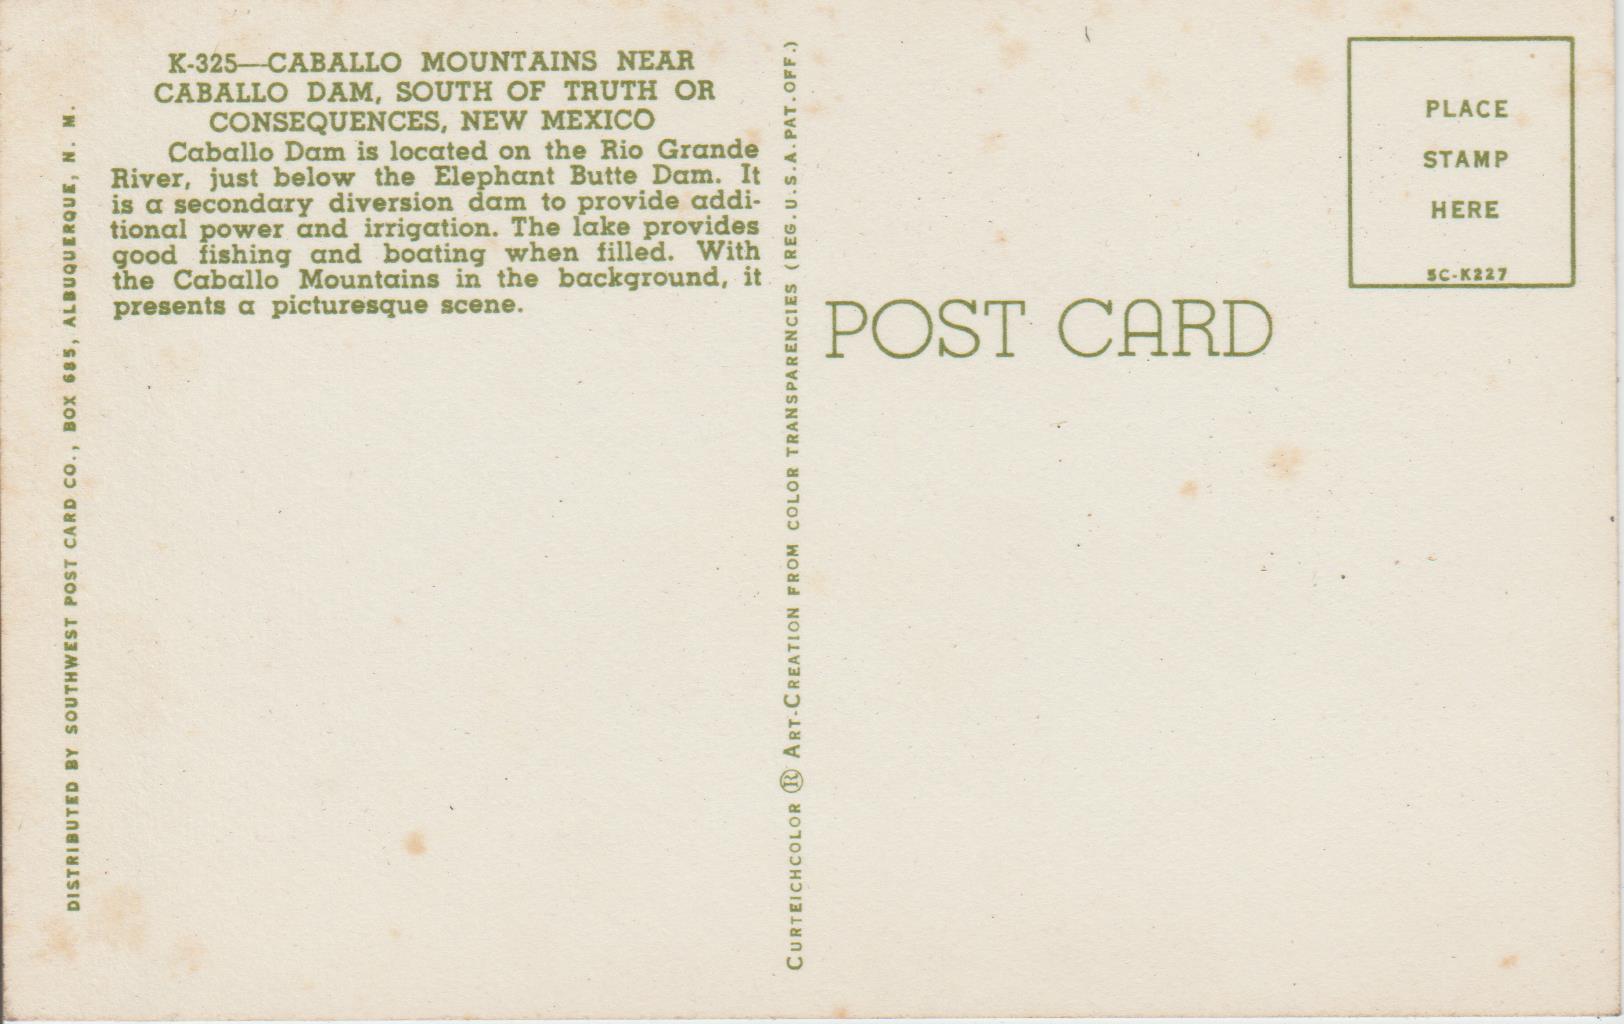 K-325—CABALLO MOUNTAINS NEAR
CABALLO DAM, SOUTH OF TRUTH OR
CONSEQUENCES, NEW MEXICO
Caballo Dam is located on the Rio Grande
River, just below the Elephant Butte Dam. It
is a secondary diversion dam to provide addi-
tional power and irrigation. The lake provides
good fishing and boating when filled. With
the Caballo Mountains in the background, it
presents a picturesque scene.
DISTRIBUTED BY SOUTHWEST POST CARD CO., BOX 685, ALBUQUERQUE, N. M.
CURTEICHCOLOR ® ART-CREATION FROM COLOR TRANSPARENCIES (REG. U.S.A. PAT. OFF.)
POST CARD
PLACE
STAMP
HERE
5C-K227